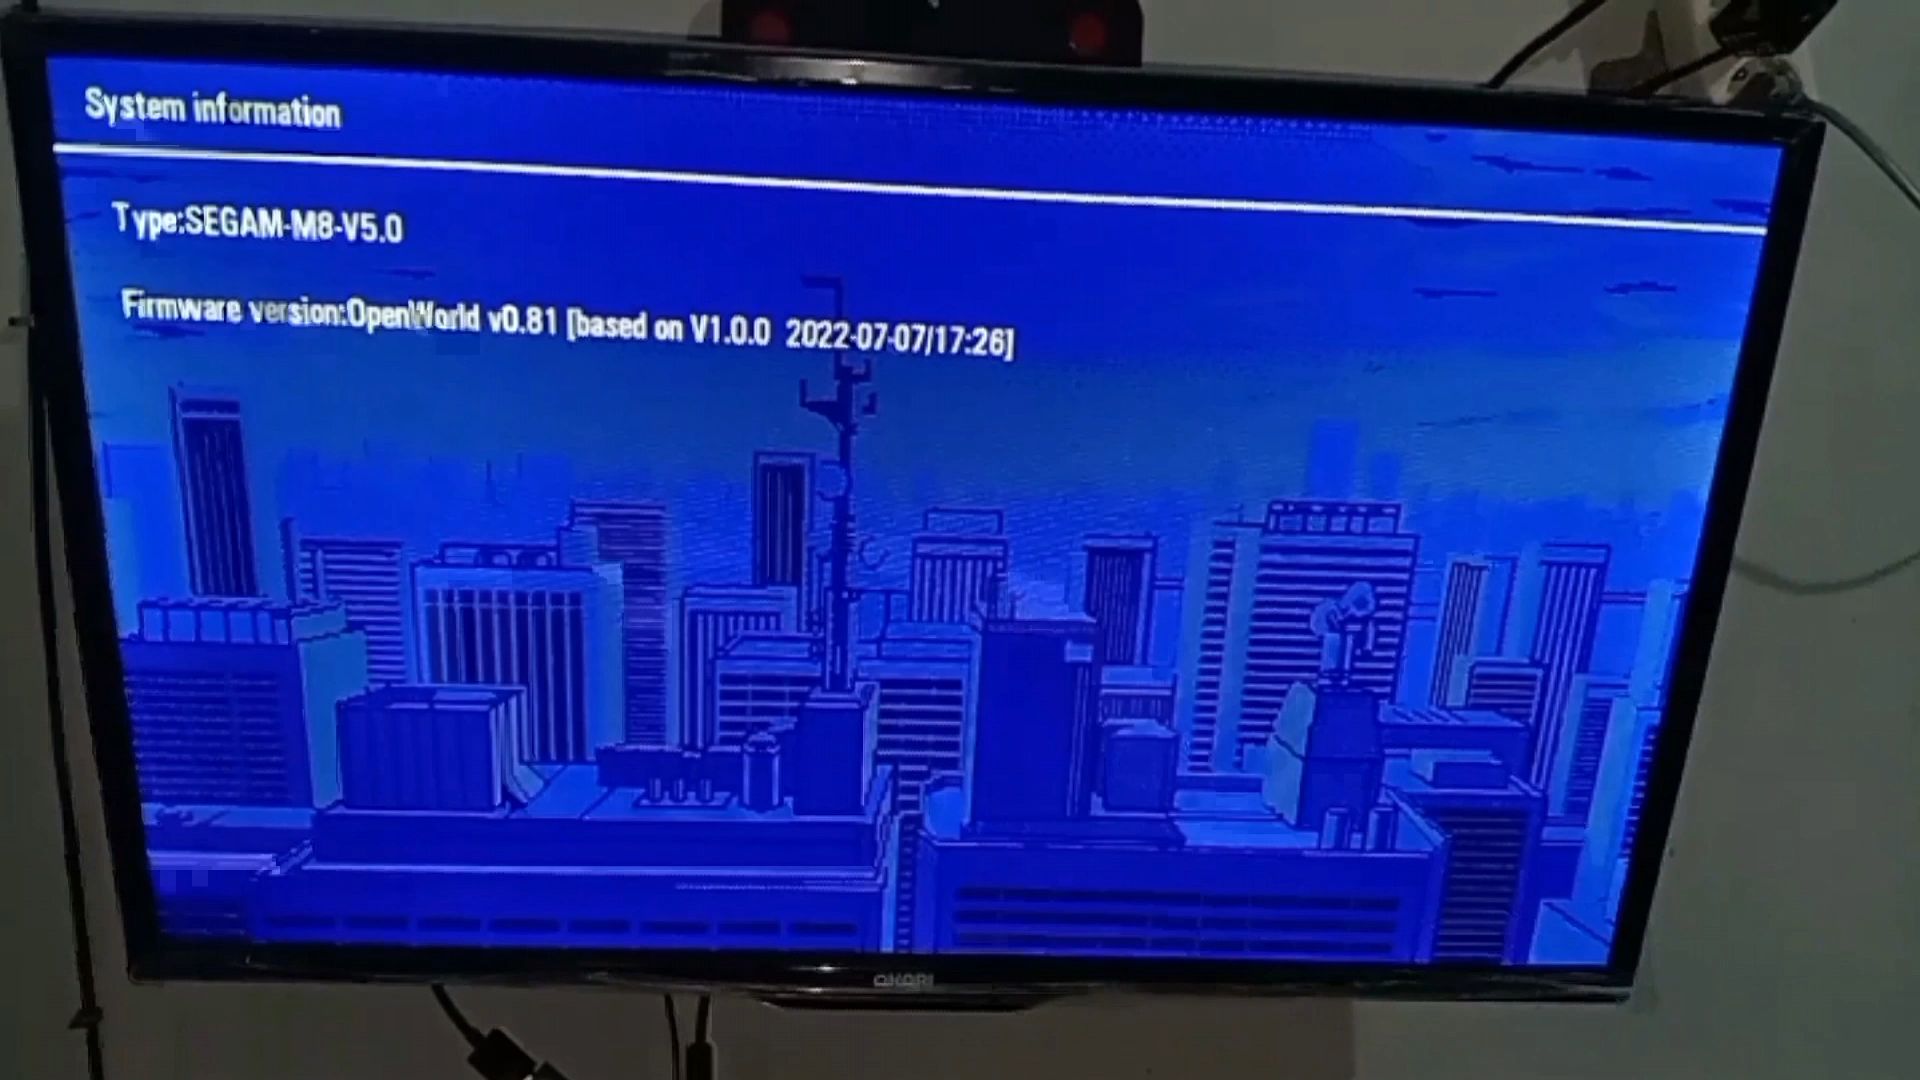 System information
Type:SEGAM-M8-V5.0
Firmware version:OpenWorld v0.81 [based on V1.0.0 2022-07-07/17:26]